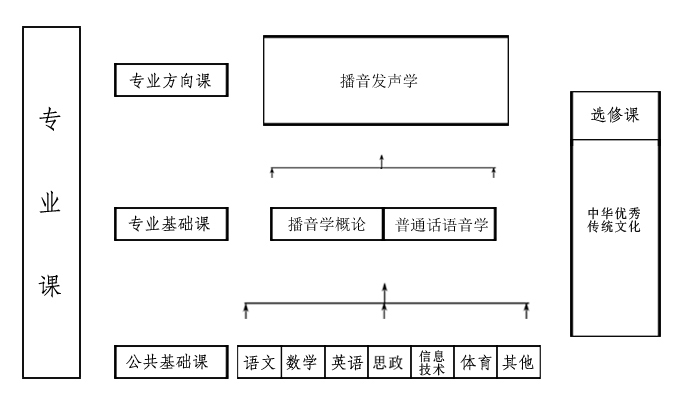 专
业
课
专业方向课
播音发声学
专业基础课
播音学概论
普通话语音学
公共基础课
语文
数学
英语
思政
信息
技术
体育
其他
选修课
中华优秀
传统文化